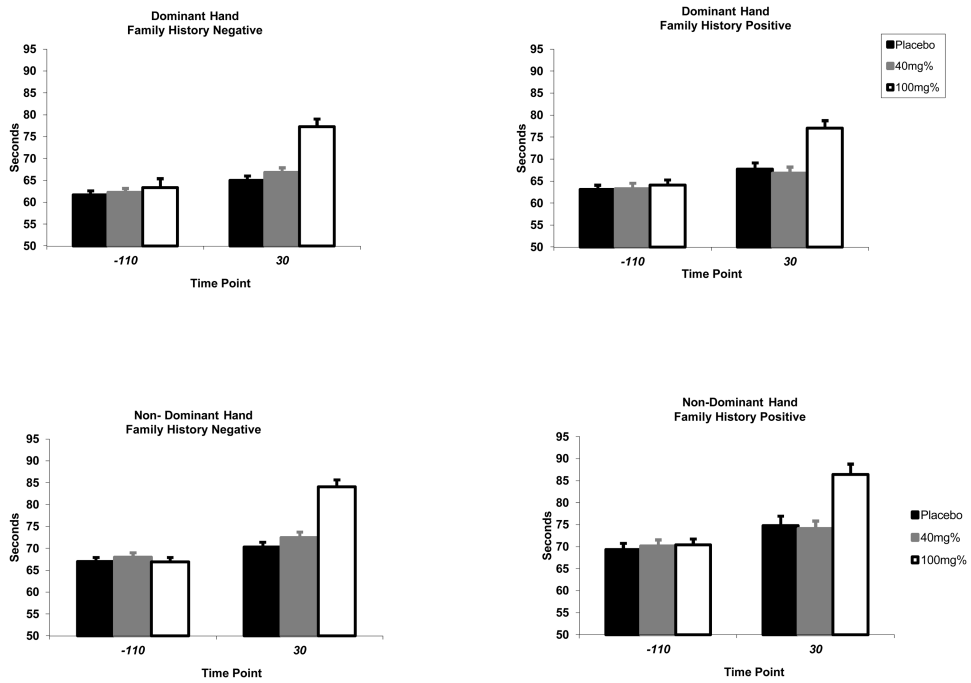 Dominant Hand
Family History Negative
95
90
85
80
75
70
65
60
55
50
Seconds
-110
30
Time Point
Dominant Hand
Family History Positive
95
90
85
80
75
70
65
60
55
50
Seconds
-110
30
Time Point
Placebo
40mg%
100mg%
Non- Dominant Hand
Family History Negative
95
90
85
80
75
70
65
60
55
50
Seconds
-110
30
Time Point
Non-Dominant Hand
Family History Positive
95
90
85
80
75
70
65
60
55
50
Seconds
-110
30
Time Point
Placebo
40mg%
100mg%